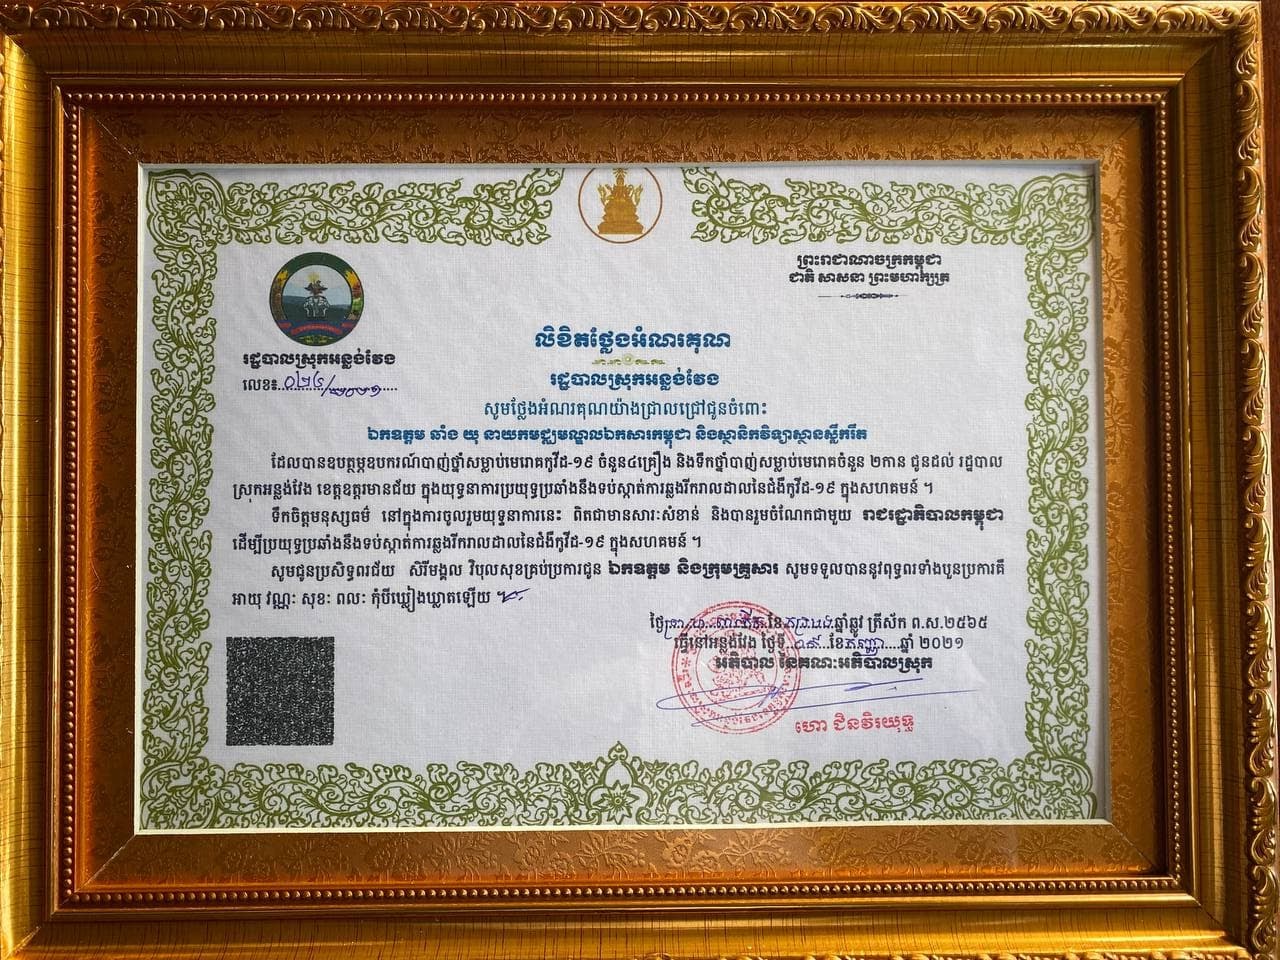 ព្រះរាជាណាចក្រកម្ពុជា
ជាតិ សាសនា ព្រះមហាក្សត្រ
រដ្ឋបាលស្រុកអន្លង់វែង
លេខ៖ ០២៤/២០២១
លិខិតថ្លែងអំណរគុណ
រដ្ឋបាលស្រុកអន្លង់វែង
សូមថ្លែងអំណរគុណយ៉ាងជ្រាលជ្រៅជូនចំពោះ
ឯកឧត្តម ឆាំង យុ នាយកមជ្ឈមណ្ឌលឯកសារកម្ពុជា និងស្ថានិកវិទ្យាស្ថានស្លឹករឹត
ដែលបានឧបត្ថម្ភឧបករណ៍បាញ់ថ្នាំសម្លាប់មេរោគកូវីដ-១៩ ចំនួន៤គ្រឿង និងទឹកថ្នាំបាញ់សម្លាប់មេរោគចំនួន ២កាន ជូនដល់ រដ្ឋបាល
ស្រុកអន្លង់វែង ខេត្តឧត្តរមានជ័យ ក្នុងយុទ្ធនាការប្រយុទ្ធប្រឆាំងនឹងទប់ស្កាត់ការឆ្លងរីករាលដាលនៃជំងឺកូវីដ-១៩ ក្នុងសហគមន៍ ។
ទឹកចិត្តមនុស្សធម៌ នៅក្នុងការចូលរួមយុទ្ធនាការនេះ ពិតជាមានសារៈសំខាន់ និងបានរួមចំណែកជាមួយ រាជរដ្ឋាភិបាលកម្ពុជា
ដើម្បីប្រយុទ្ធប្រឆាំងនឹងទប់ស្កាត់ការឆ្លងរីករាលដាលនៃជំងឺកូវីដ-១៩ ក្នុងសហគមន៍ ។
សូមជូនប្រសិទ្ធពរជ័យ សិរីមង្គល វិបុលសុខគ្រប់ប្រការជូន ឯកឧត្តម និងក្រុមគ្រួសារ សូមទទួលបាននូវពុទ្ធពរទាំងបួនប្រការគឺ
អាយុ វណ្ណៈ សុខៈ ពលៈ កុំបីឃ្លៀងឃ្លាតឡើយ ។
ថ្ងៃ ខែ ឆ្នាំឆ្លូវ ត្រីស័ក ព.ស.២៥៦៥
ធ្វើនៅអន្លង់វែង ថ្ងៃទី ០៩ ខែកញ្ញា ឆ្នាំ ២០២១
អភិបាល នៃគណៈអភិបាលស្រុក
ហោ ជិនវិរយុទ្ធ